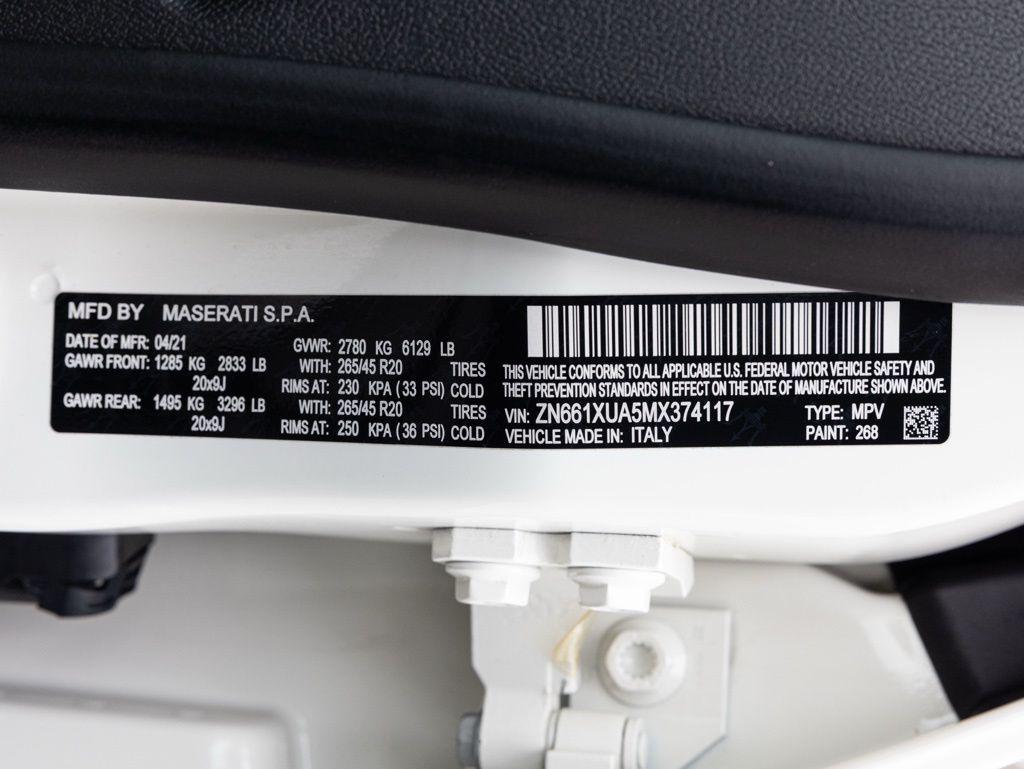 MFD BY MASERATI S.P.A.
DATE OF MFR: 04/21 GVWR: 2780 KG 6129 LB
GAWR FRONT: 1285 KG 2833 LB WITH: 265/45 R20 TIRES
20x9J RIMS AT: 230 KPA (33 PSI) COLD
GAWR REAR: 1495 KG 3296 LB WITH: 265/45 R20 TIRES
20x9J RIMS AT: 250 KPA (36 PSI) COLD
THIS VEHICLE CONFORMS TO ALL APPLICABLE U.S. FEDERAL MOTOR VEHICLE SAFETY AND
THEFT PREVENTION STANDARDS IN EFFECT ON THE DATE OF MANUFACTURE SHOWN ABOVE.
VIN: ZN661XUA5MX374117 TYPE: MPV
VEHICLE MADE IN: ITALY PAINT: 268